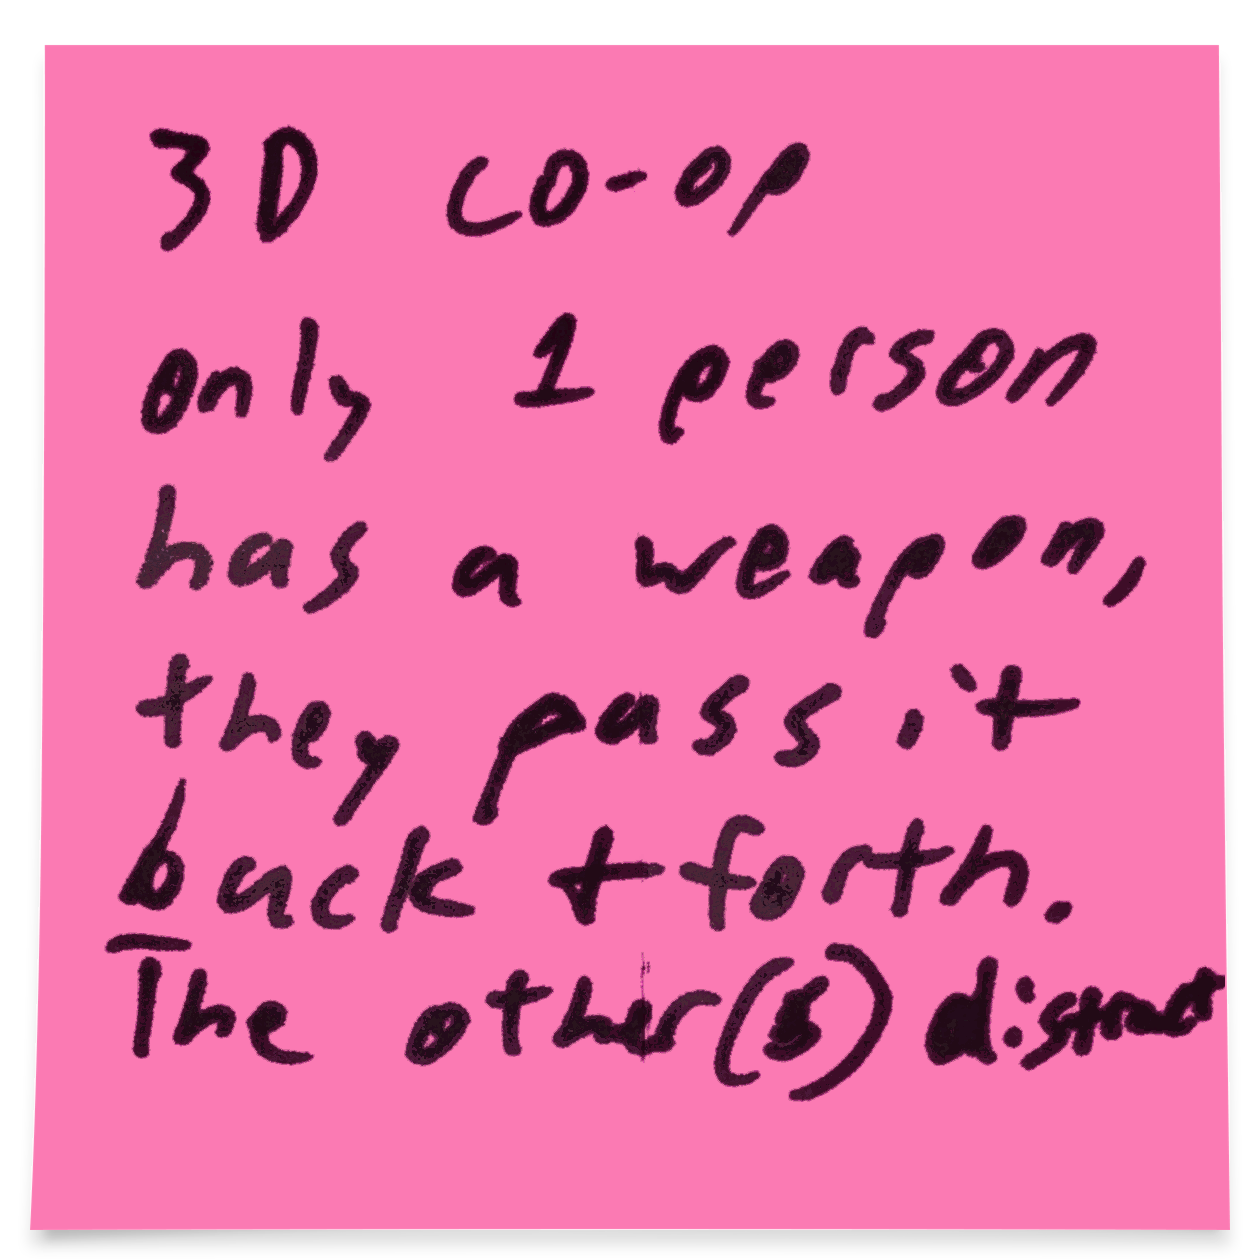 3D co-op
only 1 person
has a weapon,
they pass it
back + forth.
The other(s) distract